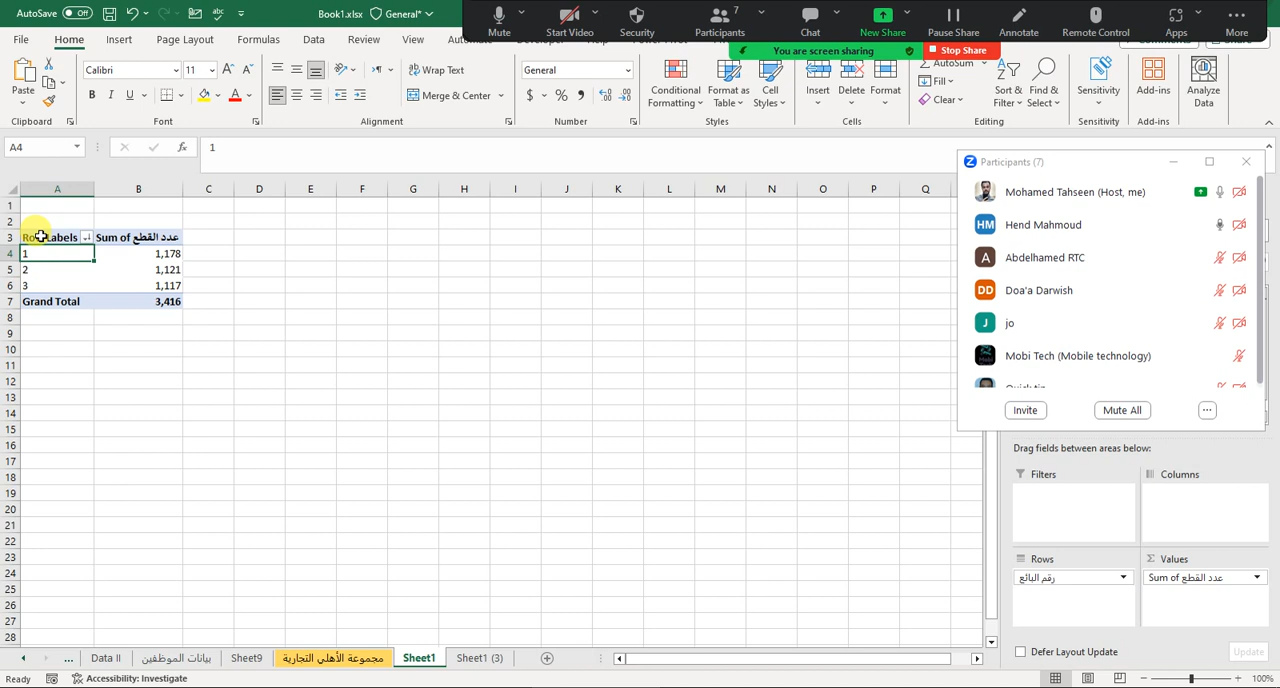 AutoSave Off Book1.xlsx General*
Mute Start Video Security Participants 7 Chat New Share Pause Share Annotate Remote Control Apps More
You are screen sharing Stop Share
File Home Insert Page Layout Formulas Data Review View
Calibri 11 Wrap Text General AutoSum
Paste Merge & Center Conditional Formatting Format as Table Cell Styles Insert Delete Format Fill Clear Sort & Filter Find & Select Sensitivity Add-ins Analyze Data
Clipboard Font Alignment Number Styles Cells Editing Sensitivity Add-ins
A4 1
Participants (7)
Mohamed Tahseen (Host, me)
HM Hend Mahmoud
A Abdelhamed RTC
DD Doa'a Darwish
J jo
Mobi Tech (Mobile technology)
Invite Mute All
A B C D E F G H I J K L M N O P Q
1
2
3 Row Labels Sum of عدد القطع
4 1 1,178
5 2 1,121
6 3 1,117
7 Grand Total 3,416
8
9
10
11
12
13
14
15
16
17
18
19
20
21
22
23
24
25
26
27
28
Drag fields between areas below:
Filters Columns
Rows Values
رقم البائع Sum of عدد القطع
Defer Layout Update Update
... Data II بيانات الموظفين Sheet9 مجموعة الأهلي التجارية Sheet1 Sheet1 (3)
Ready Accessibility: Investigate 100%